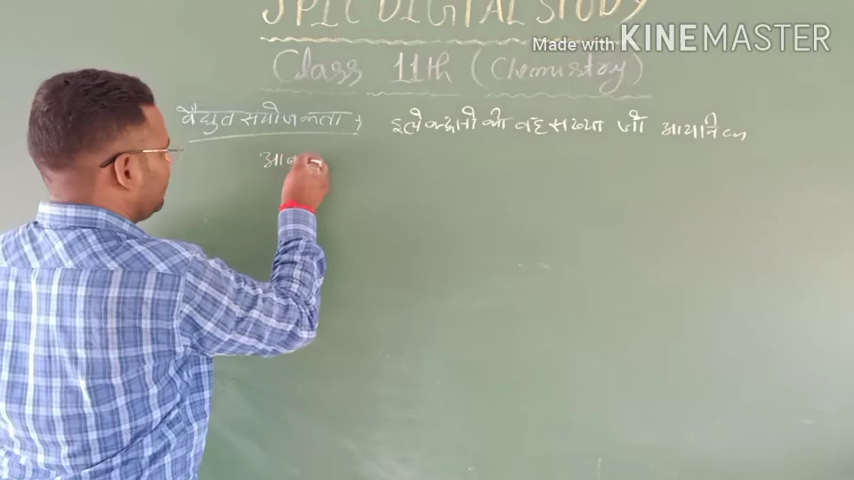 JPIC DIGITAL STUDY
Made with KINEMASTER
Class 11th (Chemistry)
वैद्युत संयोजकता : इलेक्ट्रानो की वह संख्या जो आयनिक